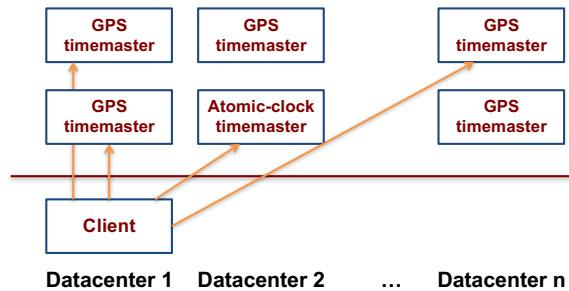 GPS
timemaster
GPS
timemaster
GPS
timemaster
GPS
timemaster
Atomic-clock
timemaster
GPS
timemaster
Client
Datacenter 1 Datacenter 2 ... Datacenter n